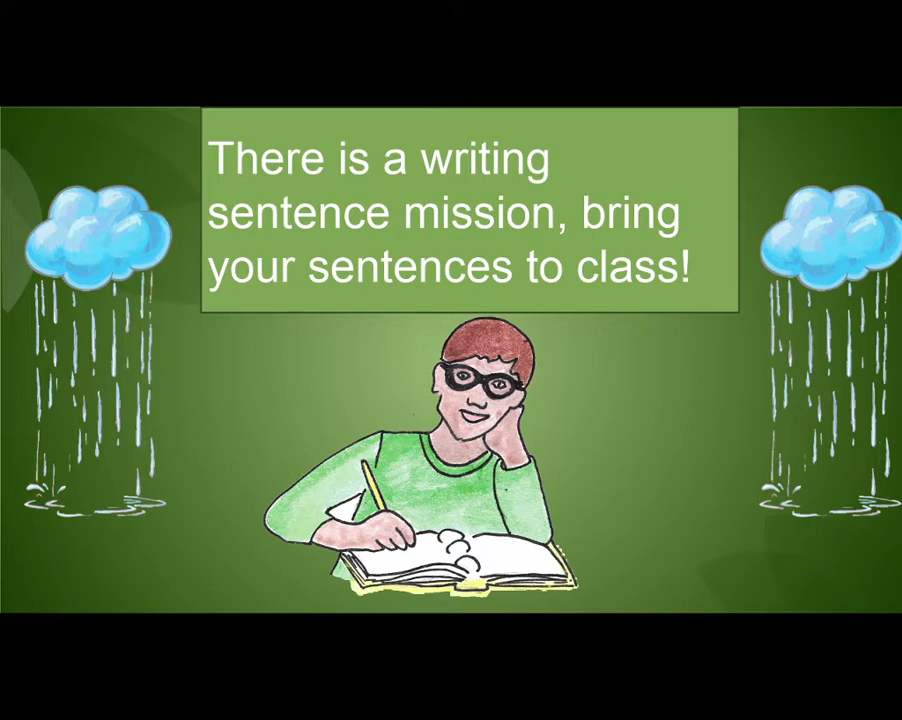 There is a writing
sentence mission, bring
your sentences to class!